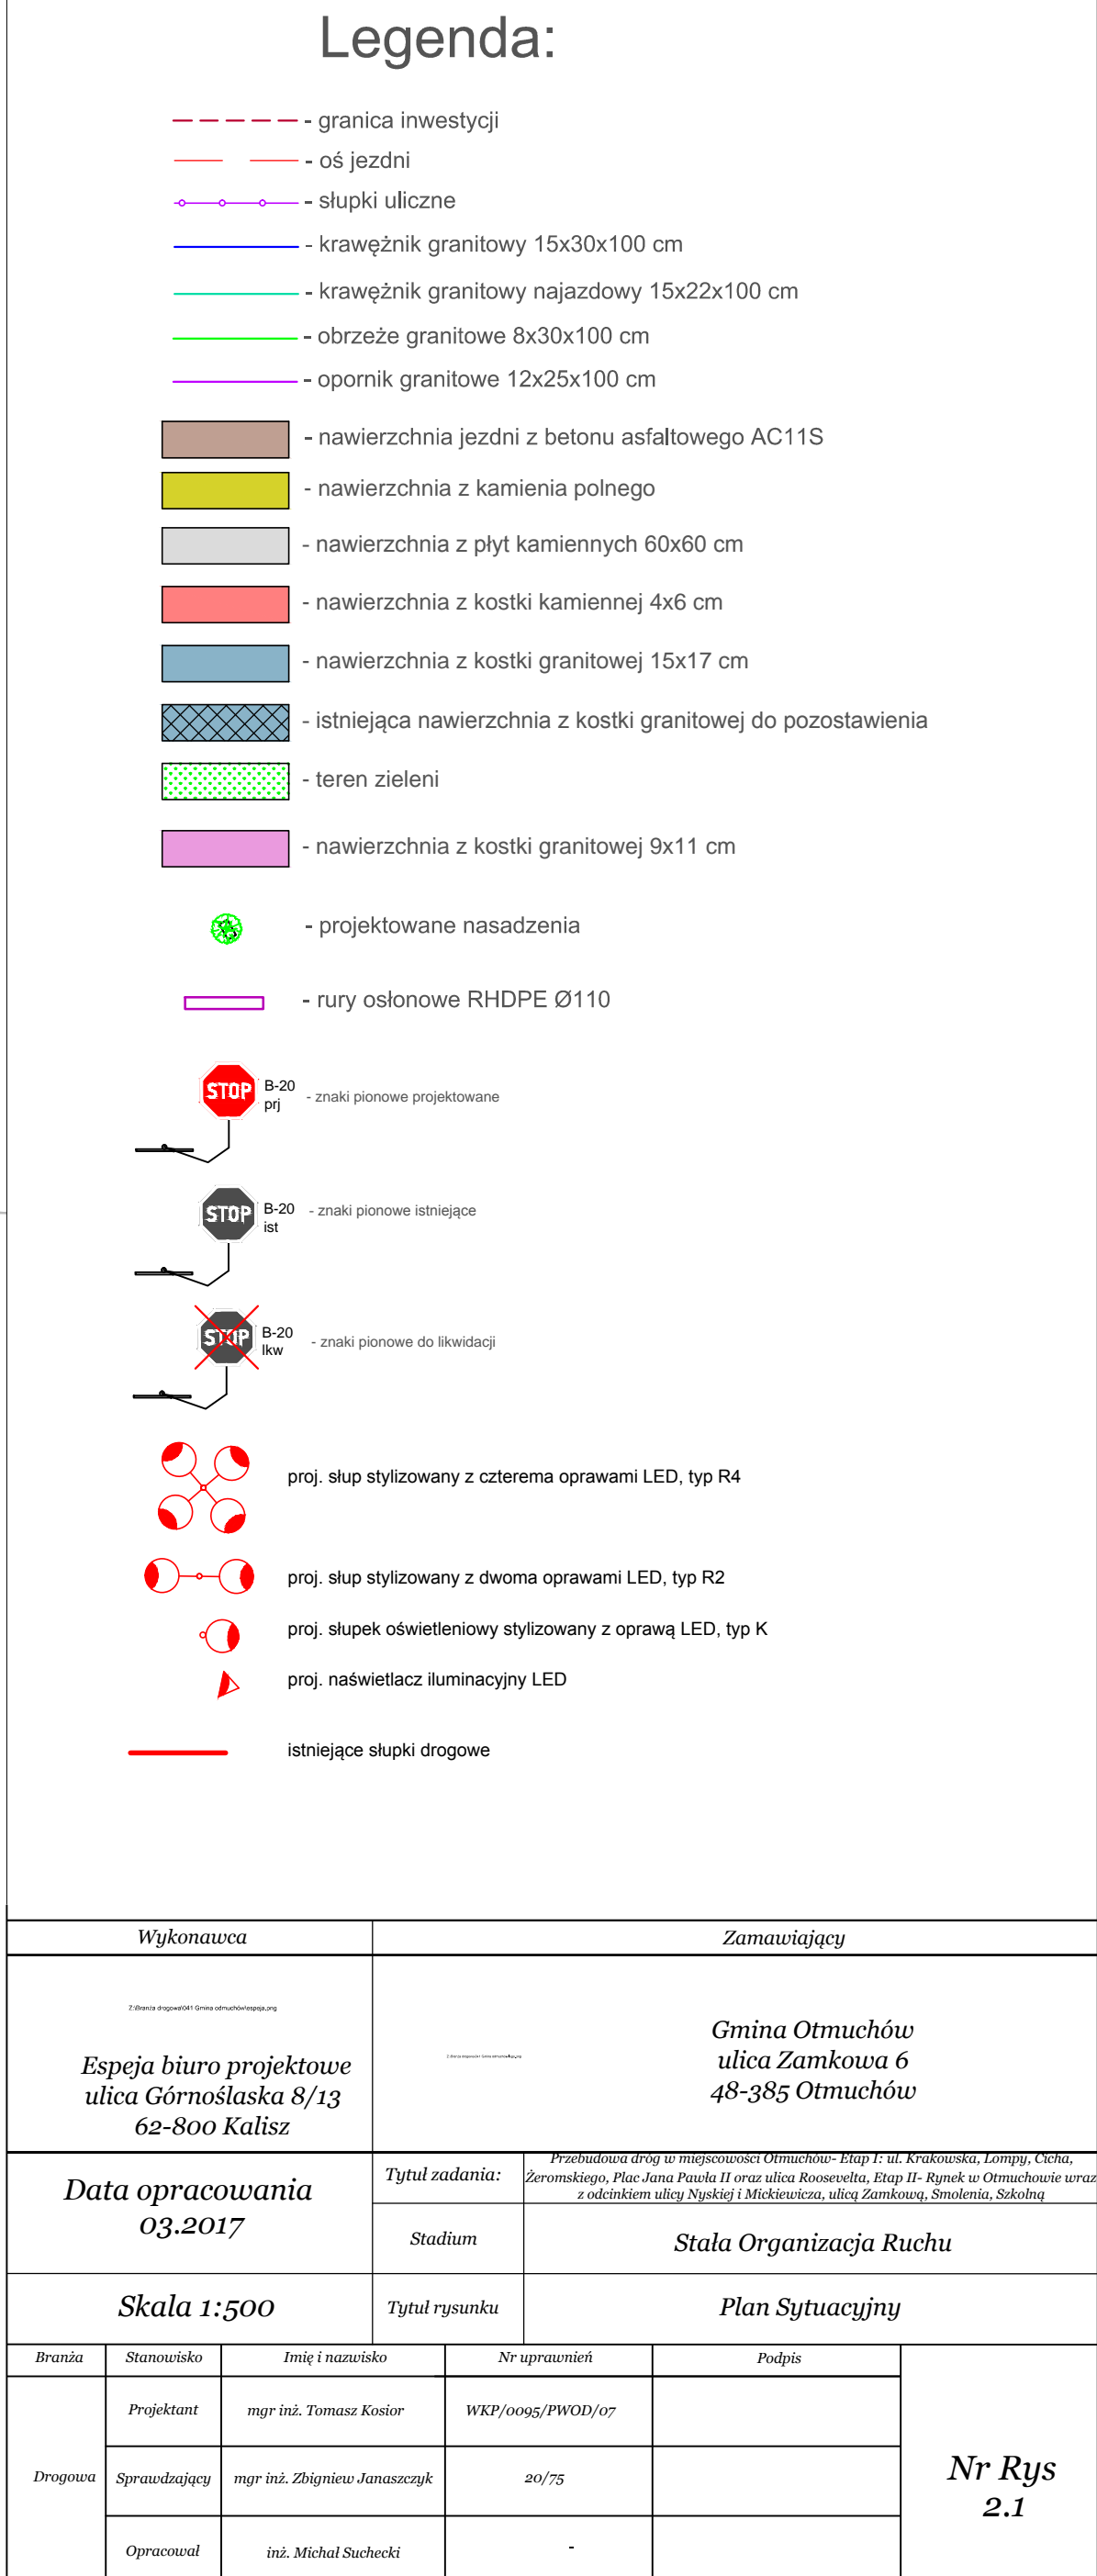 Legenda:
- granica inwestycji
- oś jezdni
- słupki uliczne
- krawężnik granitowy 15x30x100 cm
- krawężnik granitowy najazdowy 15x22x100 cm
- obrzeże granitowe 8x30x100 cm
- opornik granitowe 12x25x100 cm
- nawierzchnia jezdni z betonu asfaltowego AC11S
- nawierzchnia z kamienia polnego
- nawierzchnia z płyt kamiennych 60x60 cm
- nawierzchnia z kostki kamiennej 4x6 cm
- nawierzchnia z kostki granitowej 15x17 cm
- istniejąca nawierzchnia z kostki granitowej do pozostawienia
- teren zieleni
- nawierzchnia z kostki granitowej 9x11 cm
- projektowane nasadzenia
- rury osłonowe RHDPE Ø110
STOP B-20
prj
- znaki pionowe projektowane
STOP B-20
ist
- znaki pionowe istniejące
STOP B-20
lkw
- znaki pionowe do likwidacji
proj. słup stylizowany z czterema oprawami LED, typ R4
proj. słup stylizowany z dwoma oprawami LED, typ R2
proj. słupek oświetleniowy stylizowany z oprawą LED, typ K
proj. naświetlacz iluminacyjny LED
istniejące słupki drogowe
Wykonawca
Zamawiający
Z:\Branża drogowa\041 Gmina odmuchów\espeja.png
Espeja biuro projektowe
ulica Górnoślaska 8/13
62-800 Kalisz
Gmina Otmuchów
ulica Zamkowa 6
48-385 Otmuchów
Data opracowania
03.2017
Tytuł zadania:
Przebudowa dróg w miejscowości Otmuchów- Etap I: ul. Krakowska, Lompy, Cicha,
Żeromskiego, Plac Jana Pawła II oraz ulica Roosevelta, Etap II- Rynek w Otmuchowie wraz
z odcinkiem ulicy Nyskiej i Mickiewicza, ulicą Zamkową, Smolenia, Szkolną
Stadium
Stała Organizacja Ruchu
Skala 1:500
Tytuł rysunku
Plan Sytuacyjny
Branża Stanowisko Imię i nazwisko Nr uprawnień Podpis
Projektant mgr inż. Tomasz Kosior WKP/0095/PWOD/07
Drogowa Sprawdzający mgr inż. Zbigniew Janaszczyk 20/75
Opracował inż. Michał Suchecki -
Nr Rys
2.1